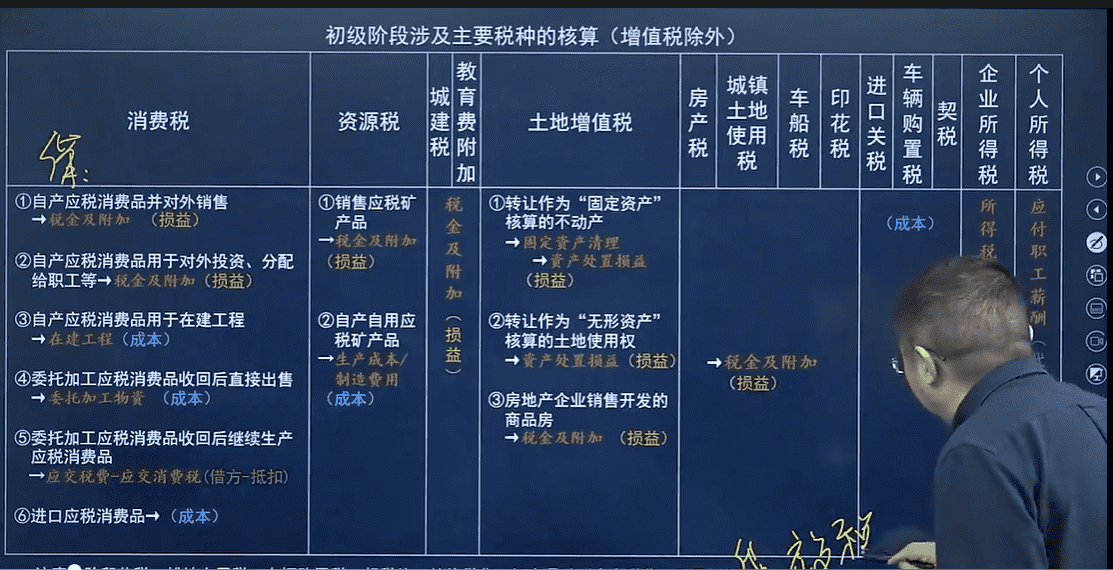 初级阶段涉及主要税种的核算（增值税除外）
消费税
资源税
城建税
教育费附加
土地增值税
房产税
城镇土地使用税
车船税
印花税
进口关税
车辆购置税
契税
企业所得税
个人所得税
借：
①自产应税消费品并对外销售
→税金及附加（损益）
②自产应税消费品用于对外投资、分配
给职工等→税金及附加（损益）
③自产应税消费品用于在建工程
→在建工程（成本）
④委托加工应税消费品收回后直接出售
→委托加工物资（成本）
⑤委托加工应税消费品收回后继续生产
应税消费品
→应交税费-应交消费税(借方-抵扣)
⑥进口应税消费品→（成本）
①销售应税矿
产品
→税金及附加
（损益）
②自产自用应
税矿产品
→生产成本/
制造费用
（成本）
税金及附加（损益）
①转让作为“固定资产”
核算的不动产
→固定资产清理
→资产处置损益
（损益）
②转让作为“无形资产”
核算的土地使用权
→资产处置损益（损益）
③房地产企业销售开发的
商品房
→税金及附加（损益）
→税金及附加
（损益）
（成本）
所得税
应付职工薪酬